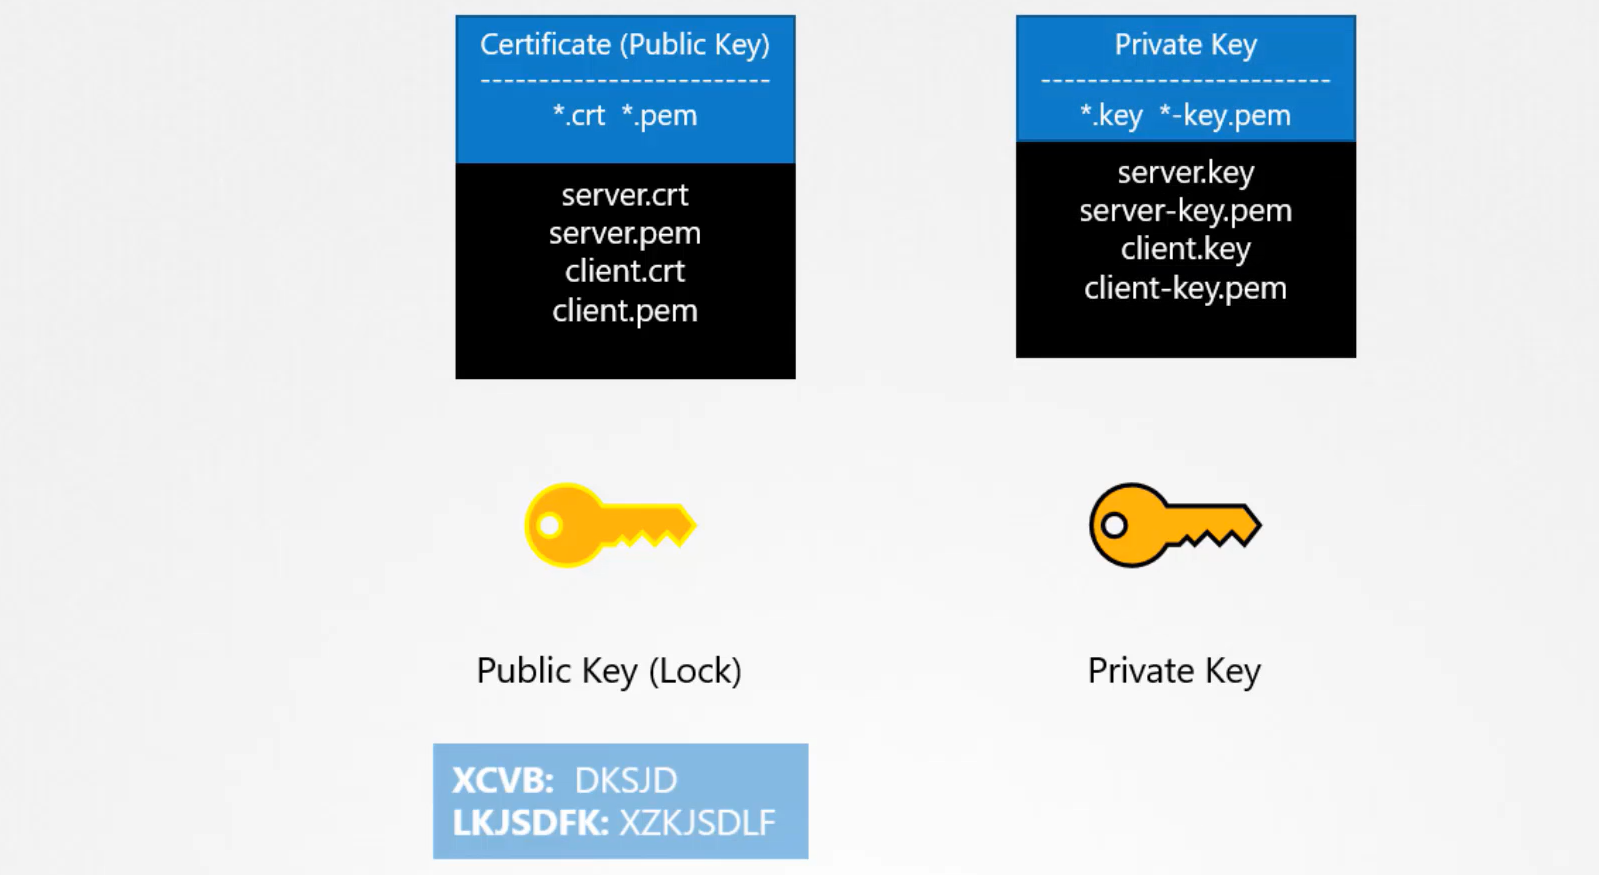 Certificate (Public Key)
-------------------------
*.crt *.pem
server.crt
server.pem
client.crt
client.pem
Private Key
-------------------------
*.key *-key.pem
server.key
server-key.pem
client.key
client-key.pem
Public Key (Lock)
Private Key
XCVB: DKSJD
LKJSDFK: XZKJSDLF